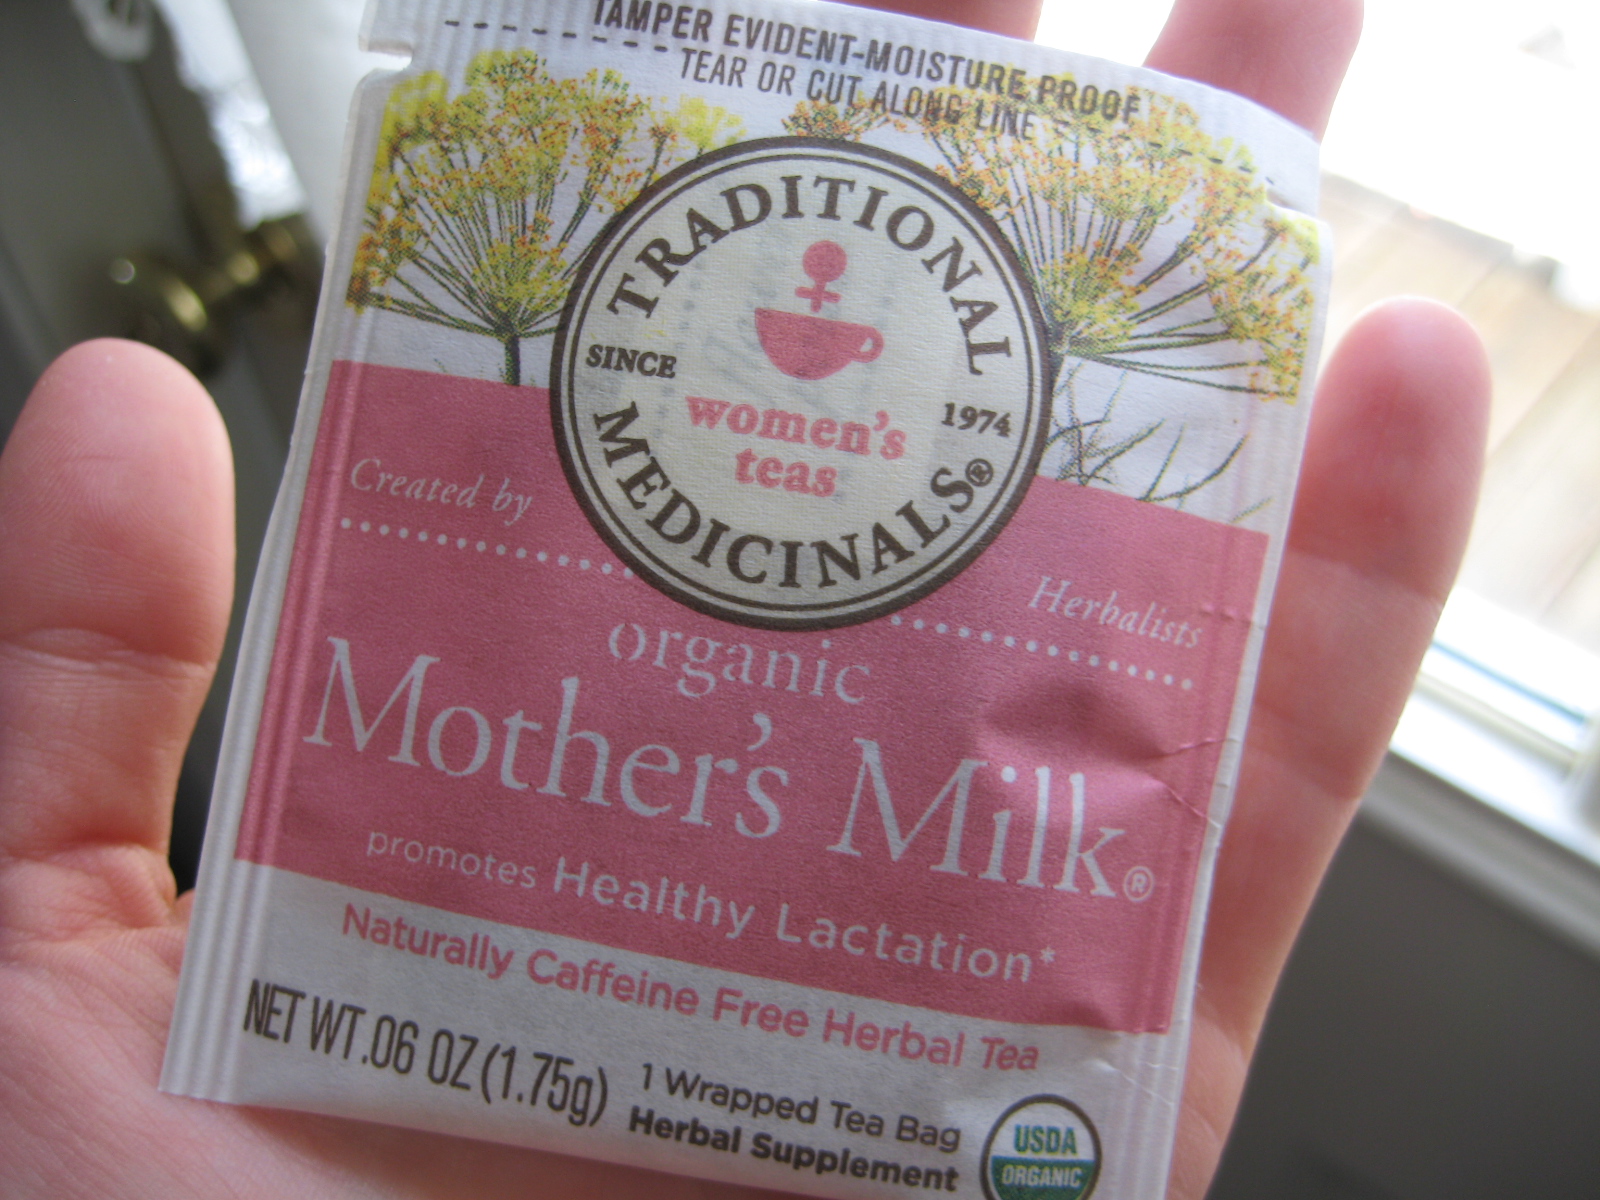 TAMPER EVIDENT-MOISTURE PROOF
TEAR OR CUT ALONG LINE
TRADITIONAL
SINCE 1974
women's
teas
MEDICINALS®
Created by
Herbalists
organic
Mother's Milk®
promotes Healthy Lactation*
Naturally Caffeine Free Herbal Tea
NET WT .06 OZ (1.75g)
1 Wrapped Tea Bag
Herbal Supplement
USDA
ORGANIC